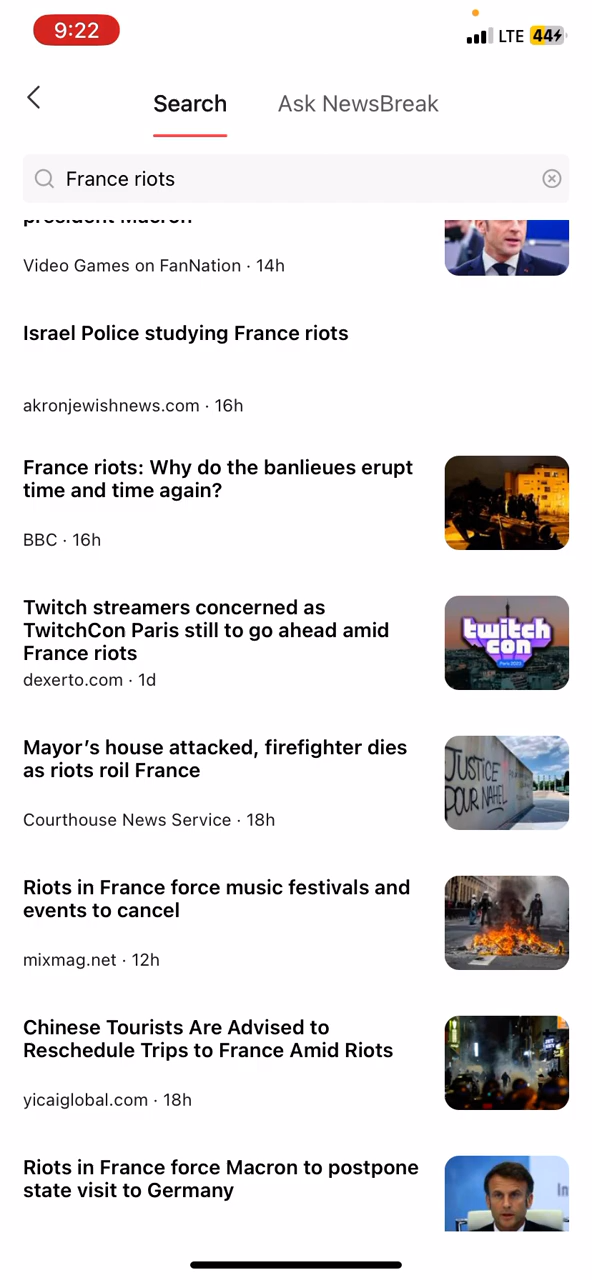 9:22
LTE 44
Search Ask NewsBreak
France riots
president Macron
Video Games on FanNation · 14h
Israel Police studying France riots
akronjewishnews.com · 16h
France riots: Why do the banlieues erupt
time and time again?
BBC · 16h
Twitch streamers concerned as
TwitchCon Paris still to go ahead amid
France riots
dexerto.com · 1d
twitch
con
Paris 2023
Mayor’s house attacked, firefighter dies
as riots roil France
Courthouse News Service · 18h
JUSTICE
POUR NAHEL
Riots in France force music festivals and
events to cancel
mixmag.net · 12h
Chinese Tourists Are Advised to
Reschedule Trips to France Amid Riots
yicaiglobal.com · 18h
Riots in France force Macron to postpone
state visit to Germany